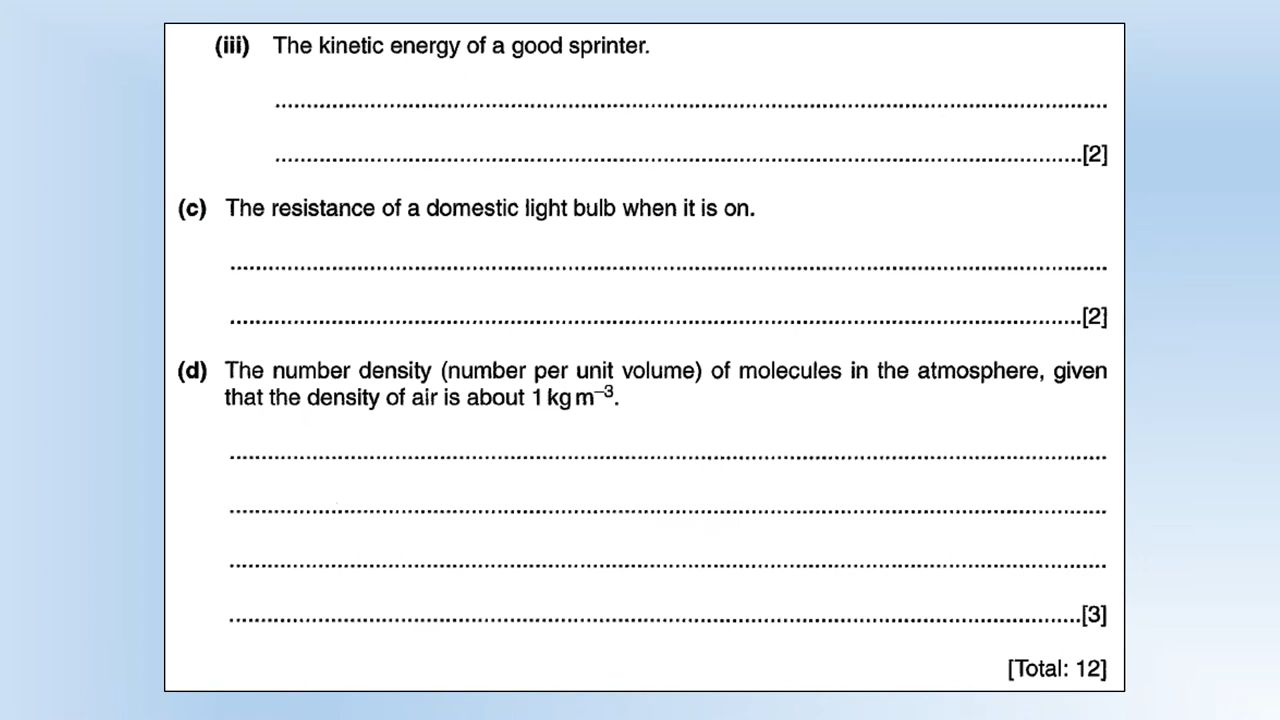 (iii) The kinetic energy of a good sprinter.
[2]
(c) The resistance of a domestic light bulb when it is on.
[2]
(d) The number density (number per unit volume) of molecules in the atmosphere, given
that the density of air is about 1 kg m⁻³.
[3]
[Total: 12]